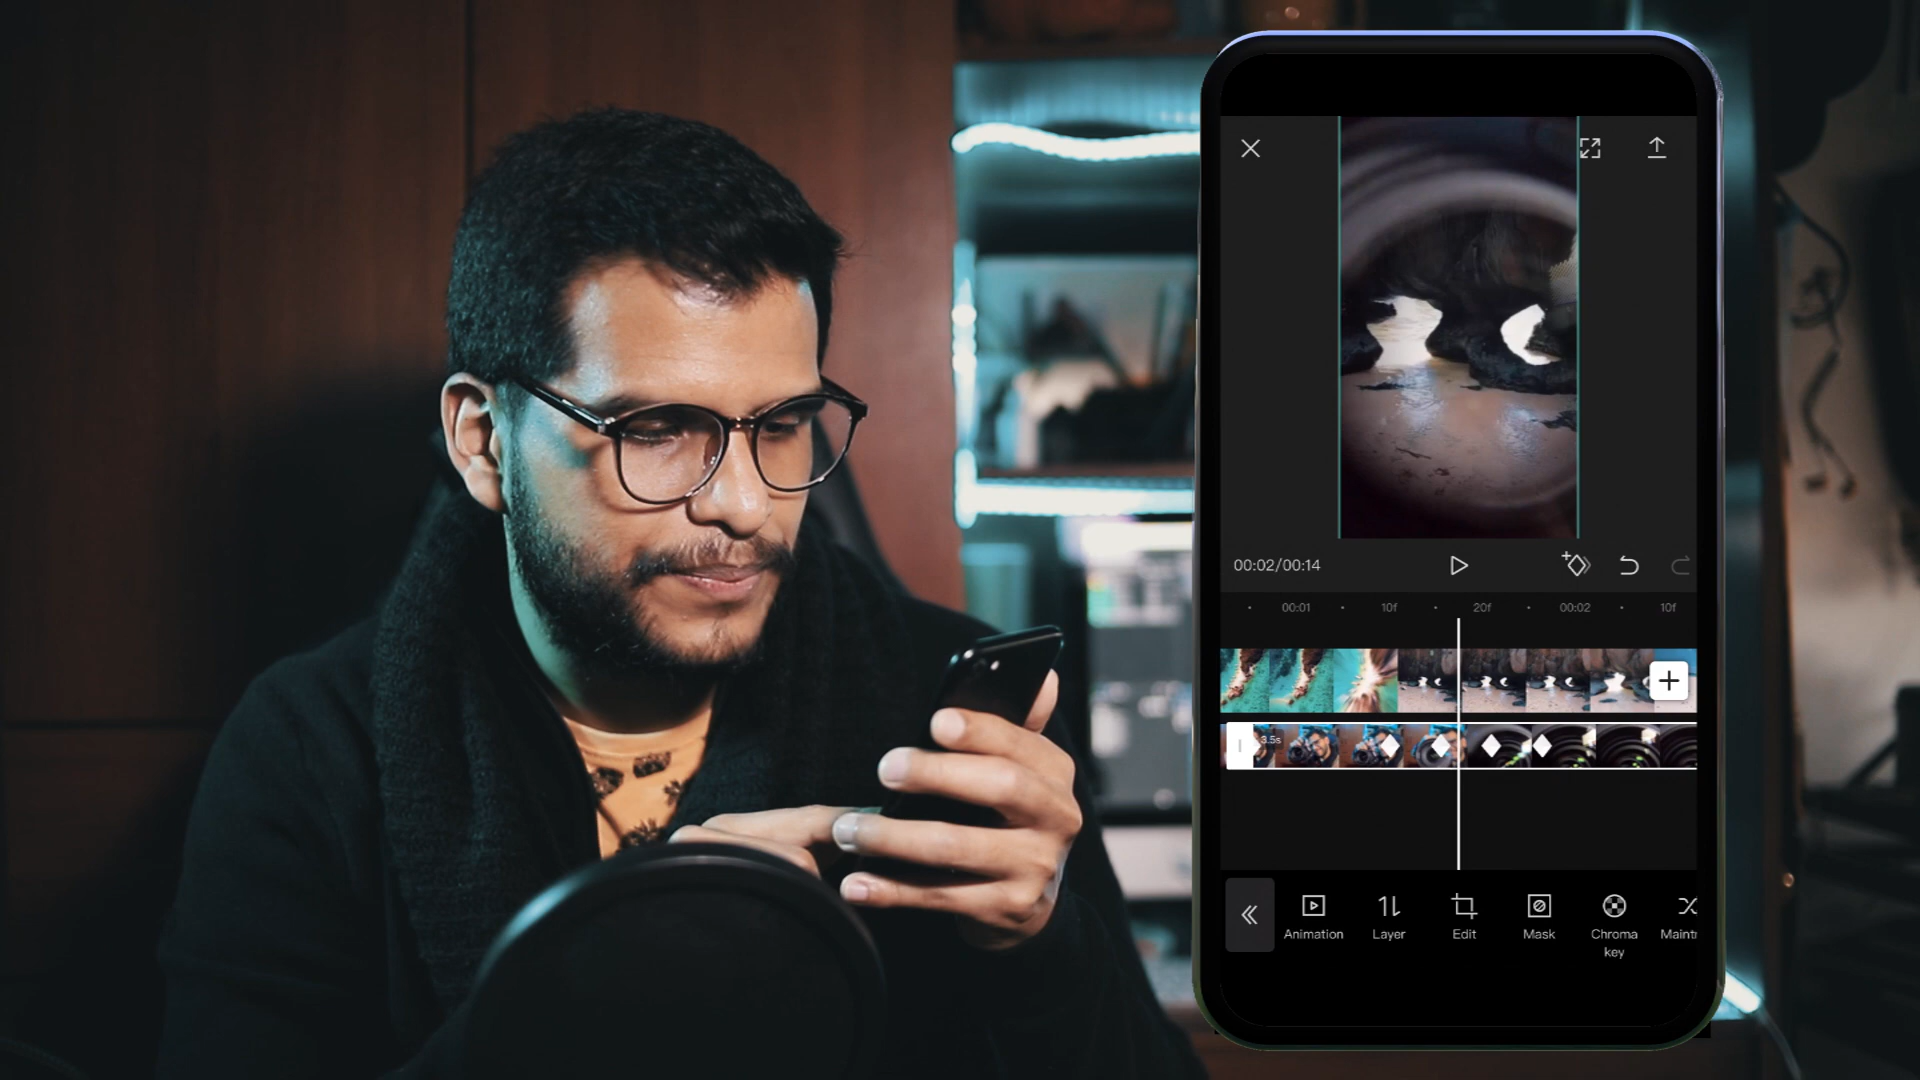 00:02/00:14
00:01 10f 20f 00:02 10f
3.5s
Animation Layer Edit Mask Chroma key